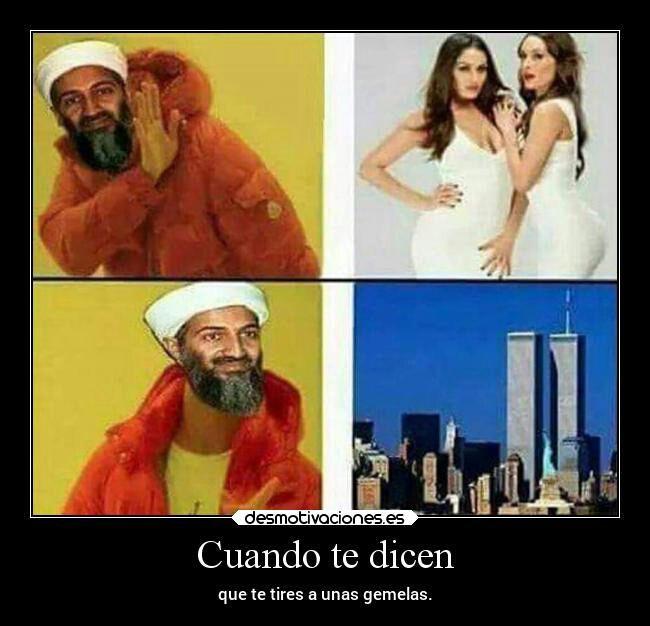 desmotivaciones.es
Cuando te dicen
que te tires a unas gemelas.